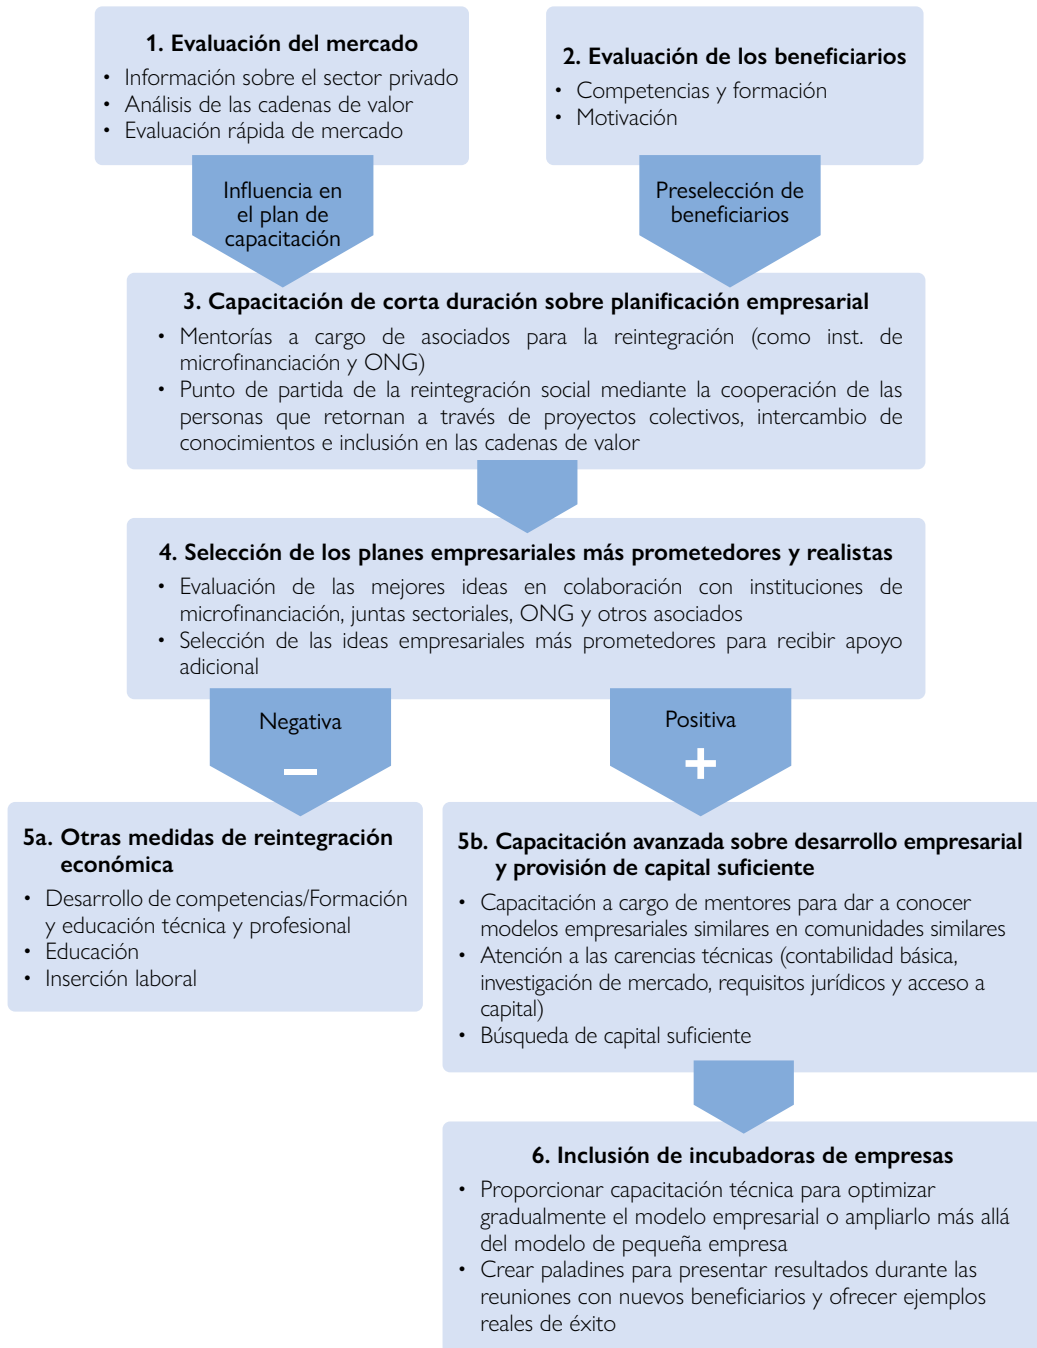 1. Evaluación del mercado
• Información sobre el sector privado
• Análisis de las cadenas de valor
• Evaluación rápida de mercado
2. Evaluación de los beneficiarios
• Competencias y formación
• Motivación
Influencia en
el plan de
capacitación
Preselección de
beneficiarios
3. Capacitación de corta duración sobre planificación empresarial
• Mentorías a cargo de asociados para la reintegración (como inst. de
microfinanciación y ONG)
• Punto de partida de la reintegración social mediante la cooperación de las
personas que retornan a través de proyectos colectivos, intercambio de
conocimientos e inclusión en las cadenas de valor
4. Selección de los planes empresariales más prometedores y realistas
• Evaluación de las mejores ideas en colaboración con instituciones de
microfinanciación, juntas sectoriales, ONG y otros asociados
• Selección de las ideas empresariales más prometedores para recibir apoyo
adicional
Negativa
–
Positiva
+
5a. Otras medidas de reintegración
económica
• Desarrollo de competencias/Formación
y educación técnica y profesional
• Educación
• Inserción laboral
5b. Capacitación avanzada sobre desarrollo empresarial
y provisión de capital suficiente
• Capacitación a cargo de mentores para dar a conocer
modelos empresariales similares en comunidades similares
• Atención a las carencias técnicas (contabilidad básica,
investigación de mercado, requisitos jurídicos y acceso a
capital)
• Búsqueda de capital suficiente
6. Inclusión de incubadoras de empresas
• Proporcionar capacitación técnica para optimizar
gradualmente el modelo empresarial o ampliarlo más allá
del modelo de pequeña empresa
• Crear paladines para presentar resultados durante las
reuniones con nuevos beneficiarios y ofrecer ejemplos
reales de éxito